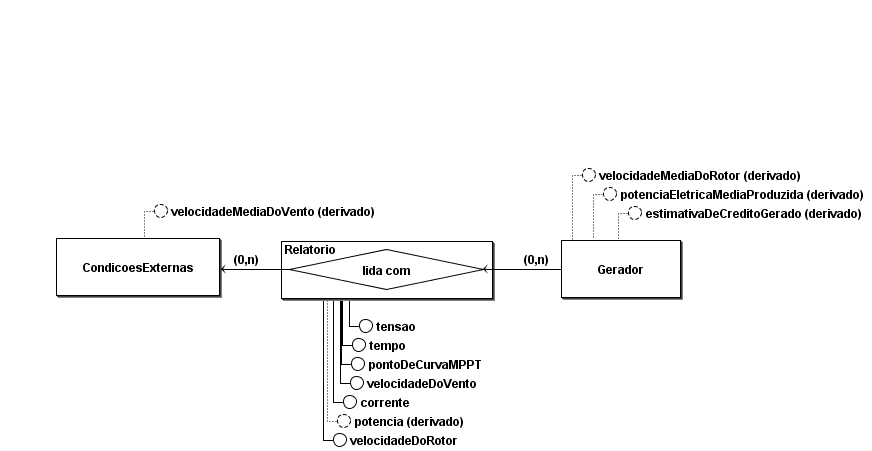 velocidadeMediaDoRotor (derivado)
potenciaEletricaMediaProduzida (derivado)
velocidadeMediaDoVento (derivado)
estimativaDeCreditoGerado (derivado)
Relatorio
(0,n)
(0,n)
CondicoesExternas
lida com
Gerador
tensao
tempo
pontoDeCurvaMPPT
velocidadeDoVento
corrente
potencia (derivado)
velocidadeDoRotor